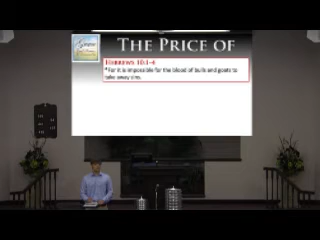 THE PRICE OF
HEBREWS 10:1-4
4 For it is impossible for the blood of bulls and goats to
take away sins.